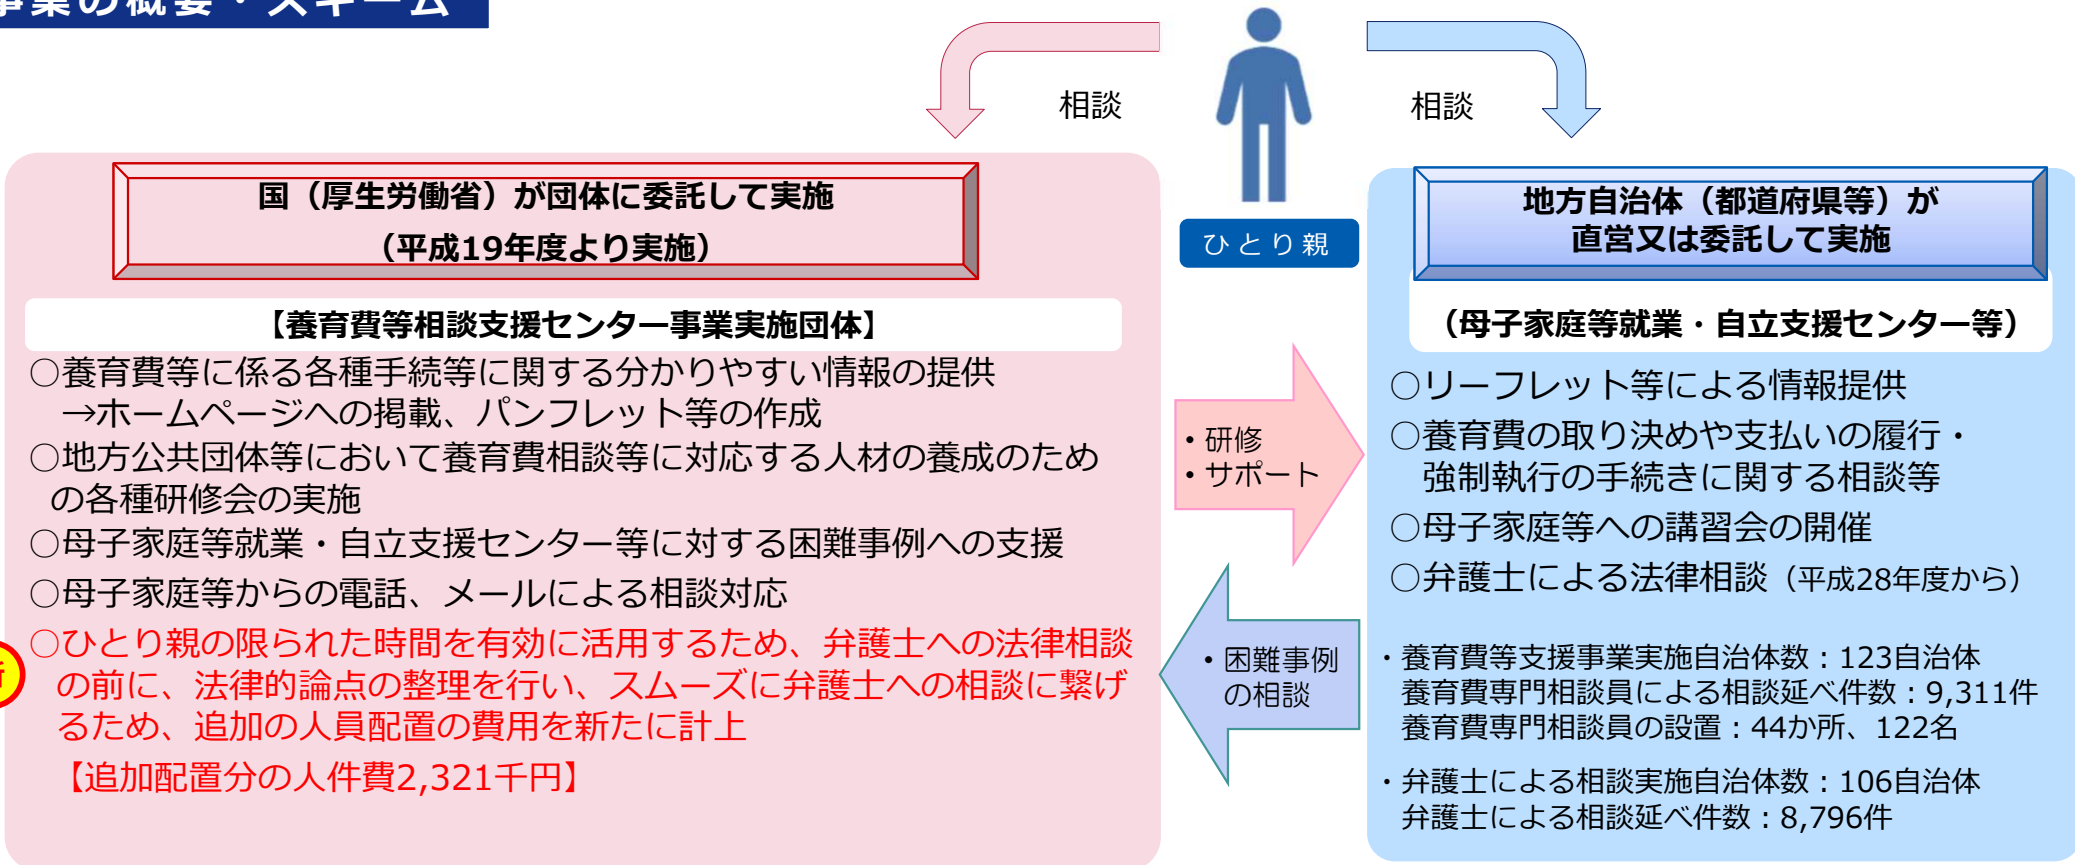 事業の概要・スキーム
相談
相談
ひとり親
国（厚生労働省）が団体に委託して実施
（平成19年度より実施）
【養育費等相談支援センター事業実施団体】
○養育費等に係る各種手続等に関する分かりやすい情報の提供
→ホームページへの掲載、パンフレット等の作成
○地方公共団体等において養育費相談等に対応する人材の養成のため
の各種研修会の実施
○母子家庭等就業・自立支援センター等に対する困難事例への支援
○母子家庭等からの電話、メールによる相談対応
○ひとり親の限られた時間を有効に活用するため、弁護士への法律相談
の前に、法律的論点の整理を行い、スムーズに弁護士への相談に繋げ
るため、追加の人員配置の費用を新たに計上
【追加配置分の人件費2,321千円】
・研修
・サポート
・困難事例
の相談
地方自治体（都道府県等）が
直営又は委託して実施
（母子家庭等就業・自立支援センター等）
○リーフレット等による情報提供
○養育費の取り決めや支払いの履行・
強制執行の手続きに関する相談等
○母子家庭等への講習会の開催
○弁護士による法律相談（平成28年度から）
・養育費等支援事業実施自治体数：123自治体
養育費専門相談員による相談延べ件数：9,311件
養育費専門相談員の設置：44か所、122名
・弁護士による相談実施自治体数：106自治体
弁護士による相談延べ件数：8,796件